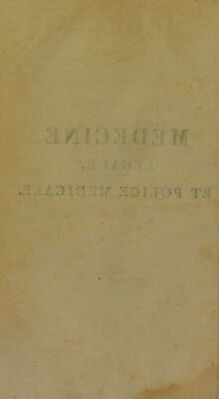 MÉDECINE
LÉGALE,
ET POLICE MÉDICALE.